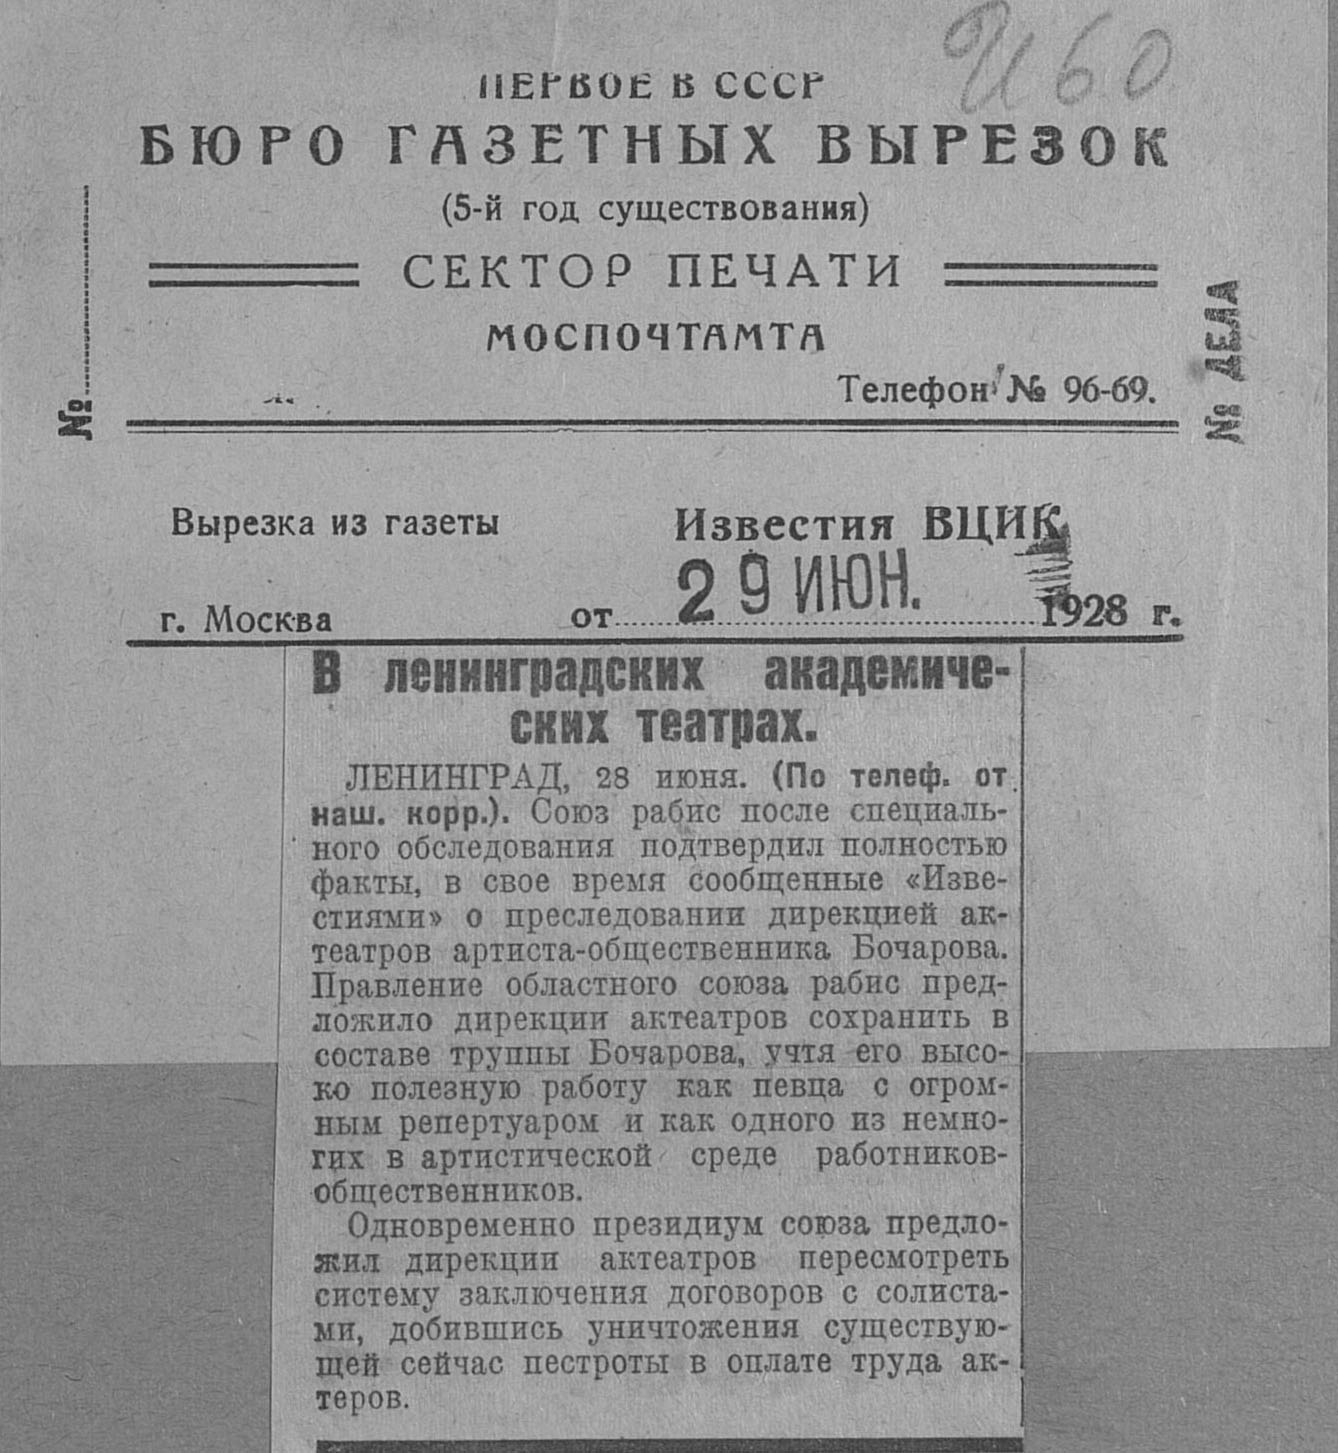 И60
ПЕРВОЕ В СССР
БЮРО ГАЗЕТНЫХ ВЫРЕЗОК
(5-й год существования)
СЕКТОР ПЕЧАТИ
МОСПОЧТАМТА
Телефон № 96-69.
№
№ ДЕЛА
Вырезка из газеты Известия ВЦИК
г. Москва от 29 ИЮН. 1928 г.
В ленинградских академиче-
ских театрах.
ЛЕНИНГРАД, 28 июня. (По телеф. от
наш. корр.). Союз рабис после специаль-
ного обследования подтвердил полностью
факты, в свое время сообщенные «Изве-
стиями» о преследовании дирекцией ак-
театров артиста-общественника Бочарова.
Правление областного союза рабис пред-
ложило дирекции актеатров сохранить в
составе труппы Бочарова, учтя его высо-
ко полезную работу как певца с огром-
ным репертуаром и как одного из немно-
гих в артистической среде работников-
общественников.
Одновременно президиум союза предло-
жил дирекции актеатров пересмотреть
систему заключения договоров с солиста-
ми, добившись уничтожения существую-
щей сейчас пестроты в оплате труда ак-
теров.